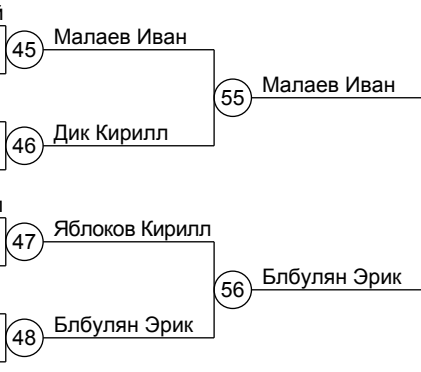 й
45 Малаев Иван
55 Малаев Иван
46 Дик Кирилл
47 Яблоков Кирилл
56 Блбулян Эрик
48 Блбулян Эрик